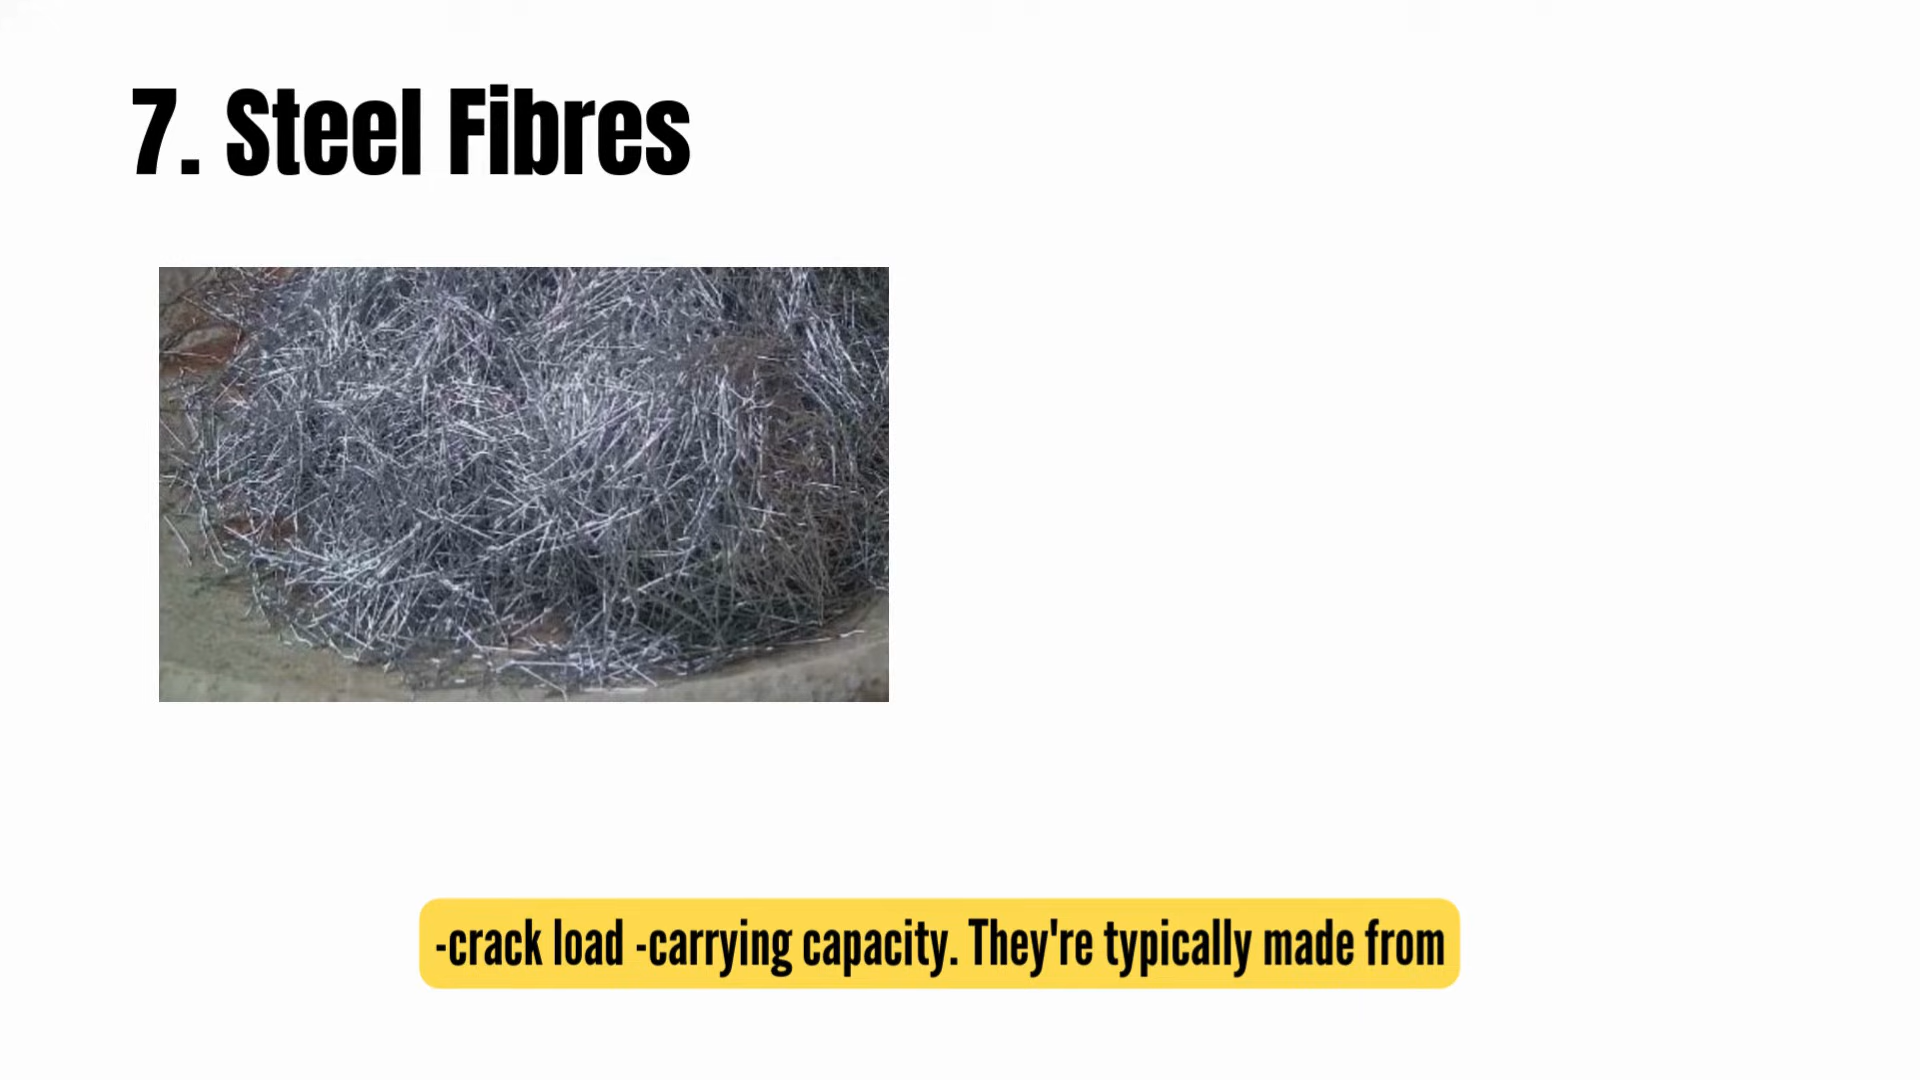 7. Steel Fibres
-crack load -carrying capacity. They're typically made from